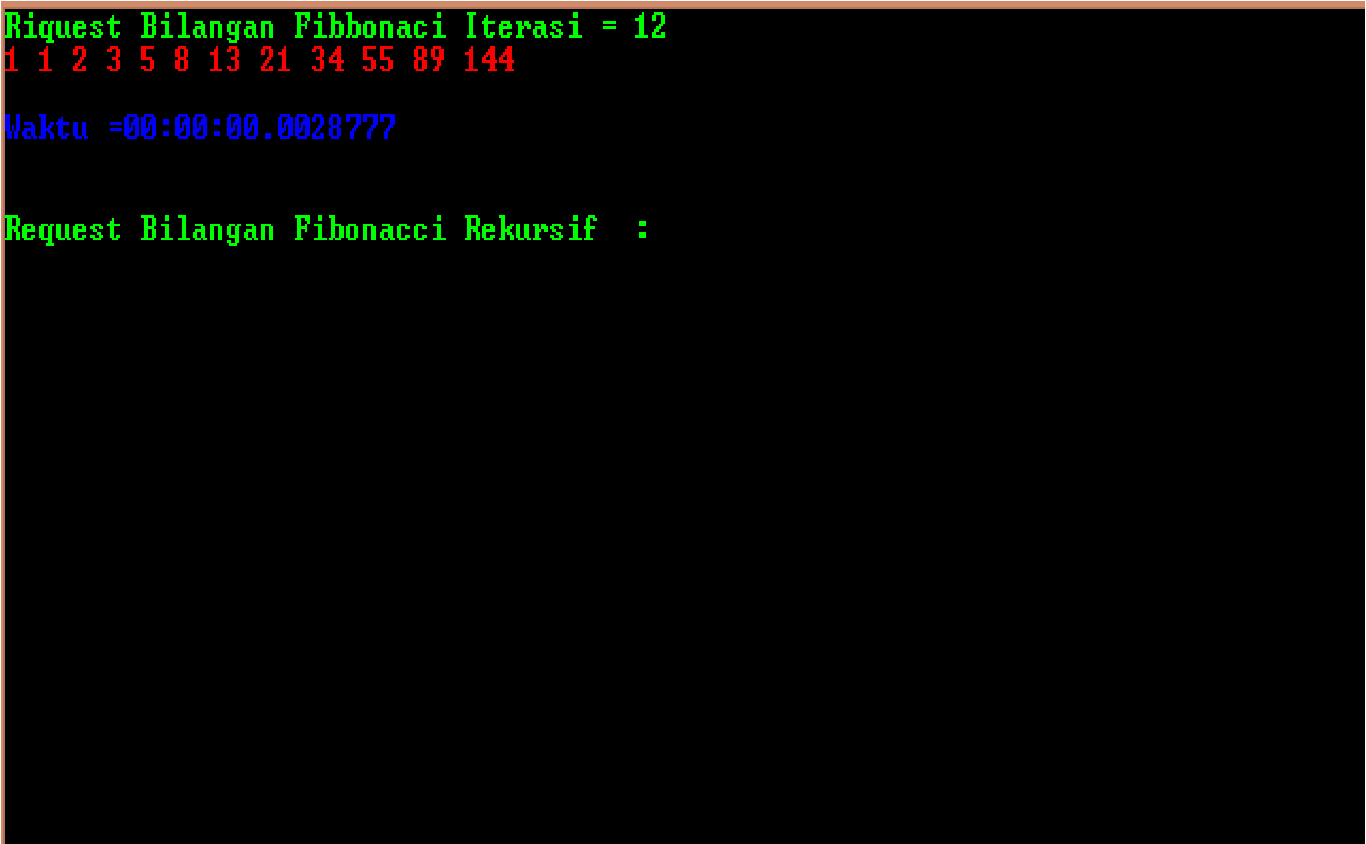 Riquest Bilangan Fibbonaci Iterasi = 12
1 1 2 3 5 8 13 21 34 55 89 144
Waktu =00:00:00.0028777
Request Bilangan Fibonacci Rekursif  :